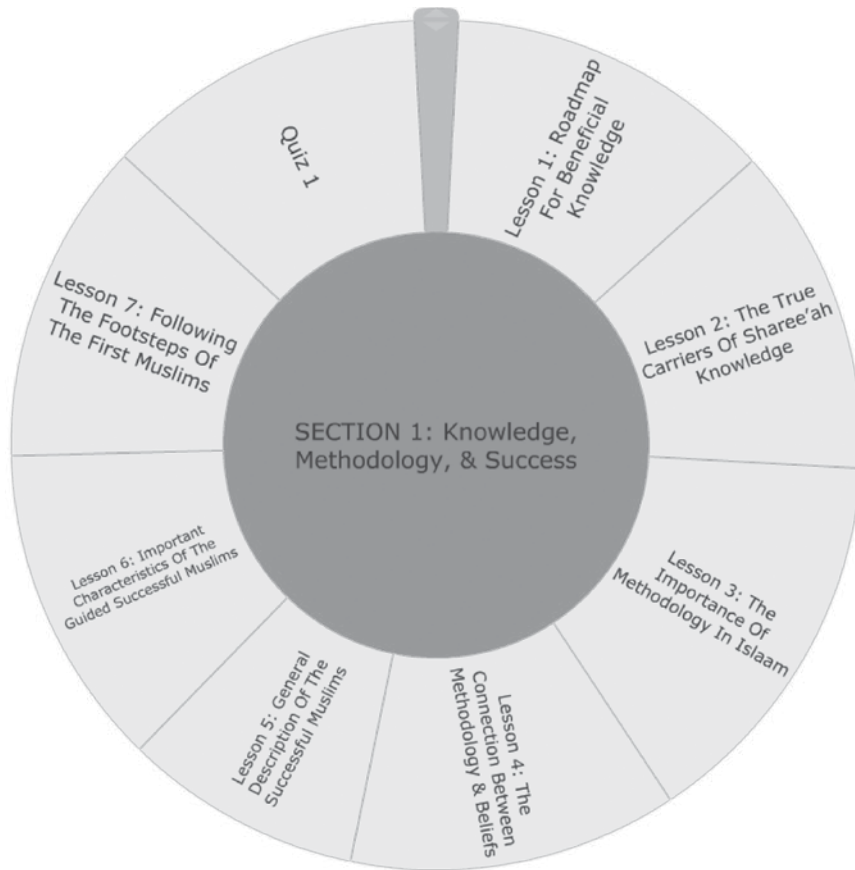 SECTION 1: Knowledge,
Methodology, & Success
Lesson 1: Roadmap
For Beneficial
Knowledge
Lesson 2: The True
Carriers Of Sharee'ah
Knowledge
Lesson 3: The
Importance Of
Methodology In Islaam
Lesson 4: The
Connection Between
Methodology & Beliefs
Lesson 5: General
Description Of The
Successful Muslims
Lesson 6: Important
Characteristics Of The
Guided Successful Muslims
Lesson 7: Following
The Footsteps Of
The First Muslims
Quiz 1